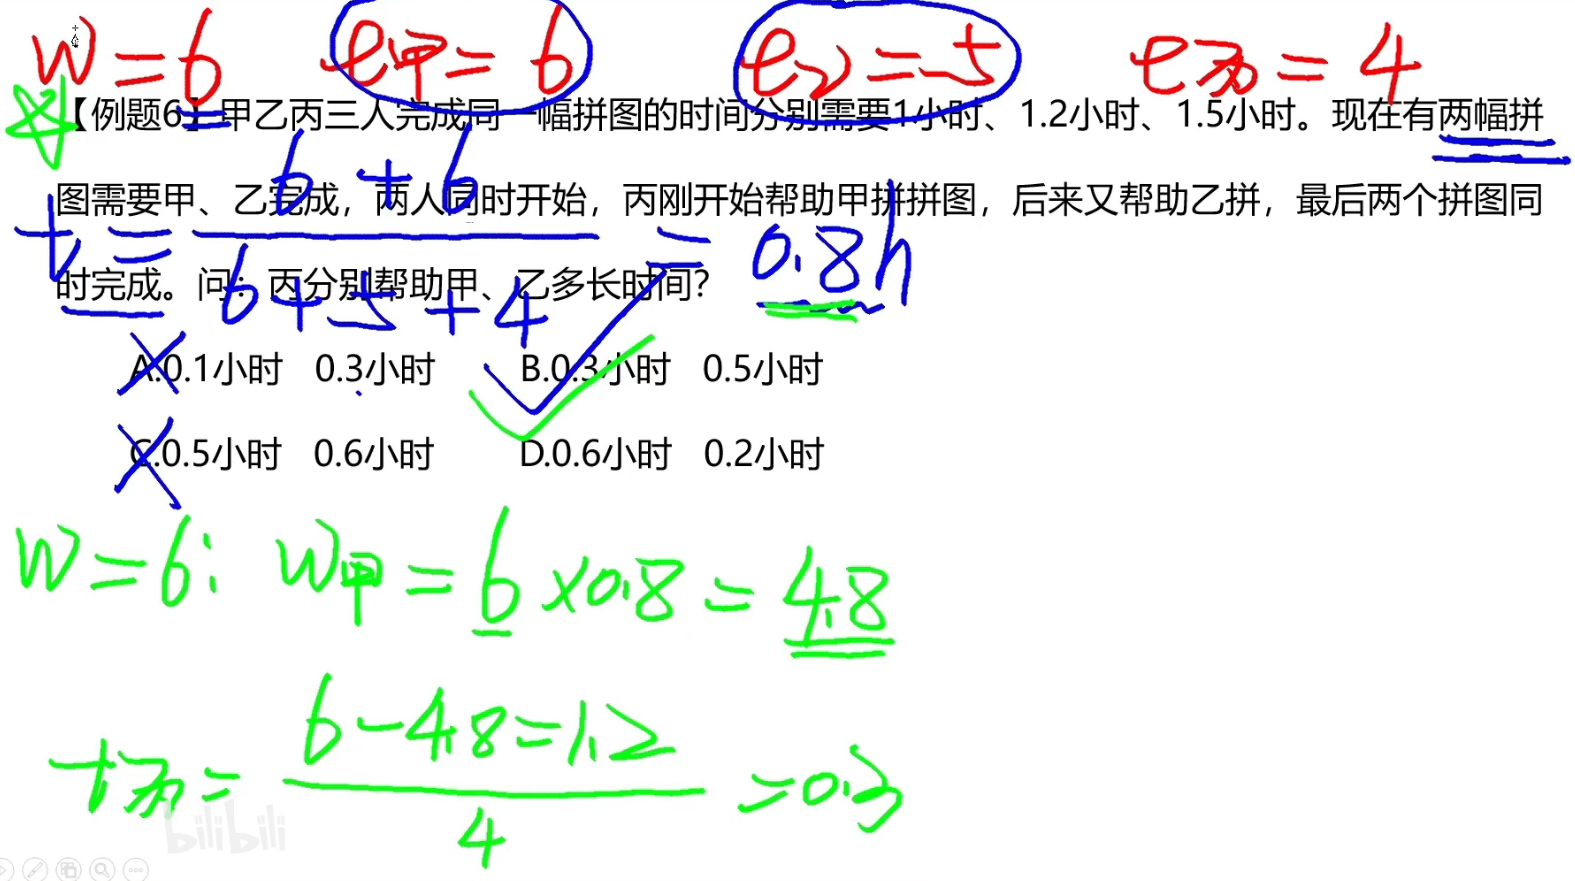 W=6 e甲=6 e乙=5 e丙=4
【例题6】甲乙丙三人完成同一幅拼图的时间分别需要1小时、1.2小时、1.5小时。现在有两幅拼
图需要甲、乙完成，两人同时开始，丙刚开始帮助甲拼拼图，后来又帮助乙拼，最后两个拼图同
时完成。问：丙分别帮助甲、乙多长时间?
t = 6+6 / 6+5+4 = 0.8h
A.0.1小时 0.3小时 B.0.3小时 0.5小时
C.0.5小时 0.6小时 D.0.6小时 0.2小时
W=6: W甲=6×0.8=4.8
t丙= 6-4.8=1.2 / 4 =0.3
bilibili